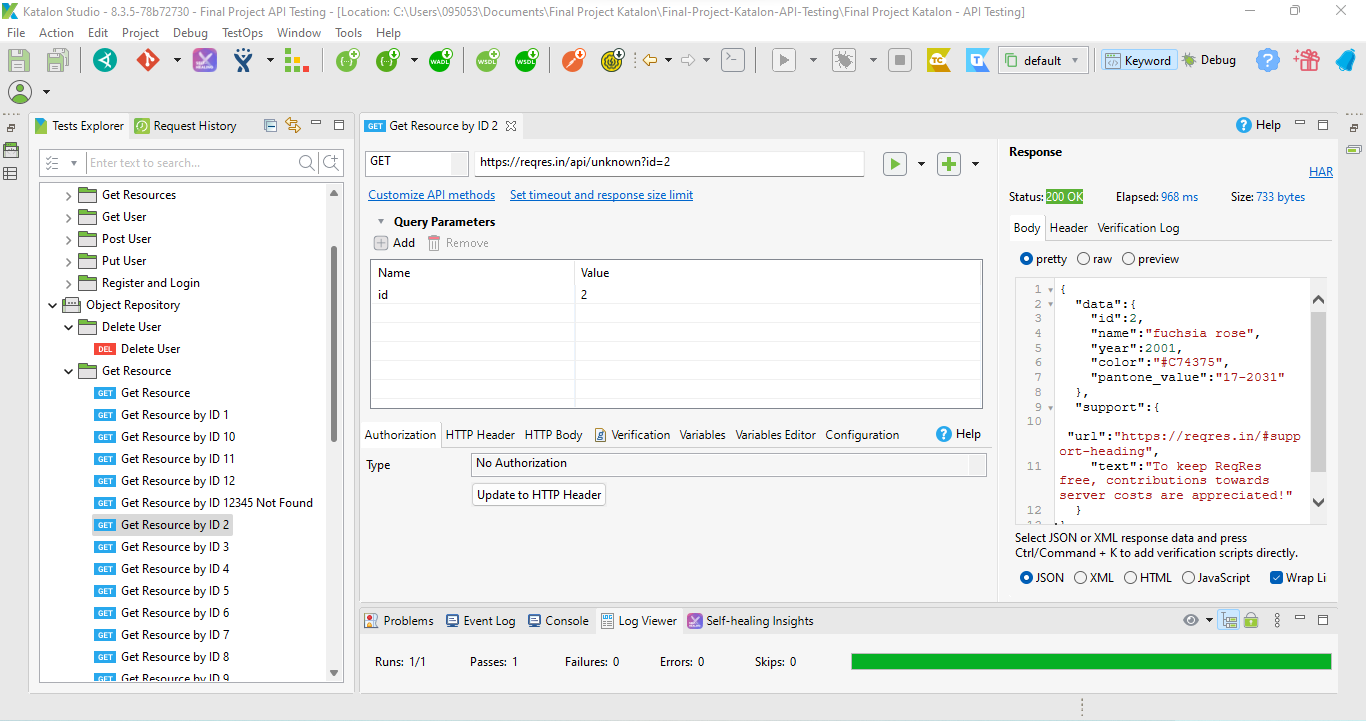 Katalon Studio - 8.3.5-78b72730 - Final Project API Testing - [Location: C:\Users\095053\Documents\Final Project Katalon\Final-Project-Katalon-API-Testing\Final Project Katalon - API Testing]
File Action Edit Project Debug TestOps Window Tools Help
WADL WSDL WSDL TC T default Keyword Debug
Tests Explorer Request History
Enter text to search...
Get Resources
Get User
Post User
Put User
Register and Login
Object Repository
Delete User
DEL Delete User
Get Resource
GET Get Resource
GET Get Resource by ID 1
GET Get Resource by ID 10
GET Get Resource by ID 11
GET Get Resource by ID 12
GET Get Resource by ID 12345 Not Found
GET Get Resource by ID 2
GET Get Resource by ID 3
GET Get Resource by ID 4
GET Get Resource by ID 5
GET Get Resource by ID 6
GET Get Resource by ID 7
GET Get Resource by ID 8
GET Get Resource by ID 9
GET Get Resource by ID 2
Help
GET https://reqres.in/api/unknown?id=2
Customize API methods Set timeout and response size limit
Query Parameters
Add Remove
Name Value
id 2
Authorization HTTP Header HTTP Body Verification Variables Variables Editor Configuration Help
Type No Authorization
Update to HTTP Header
Response
HAR
Status: 200 OK Elapsed: 968 ms Size: 733 bytes
Body Header Verification Log
pretty raw preview
1 {
2 "data":{
3 "id":2,
4 "name":"fuchsia rose",
5 "year":2001,
6 "color":"#C74375",
7 "pantone_value":"17-2031"
8 },
9 "support":{
10
"url":"https://reqres.in/#supp
ort-heading",
11 "text":"To keep ReqRes
free, contributions towards
server costs are appreciated!"
12 }
13 }
Select JSON or XML response data and press
Ctrl/Command + K to add verification scripts directly.
JSON XML HTML JavaScript Wrap Li
Problems Event Log Console Log Viewer Self-healing Insights
Runs: 1/1 Passes: 1 Failures: 0 Errors: 0 Skips: 0